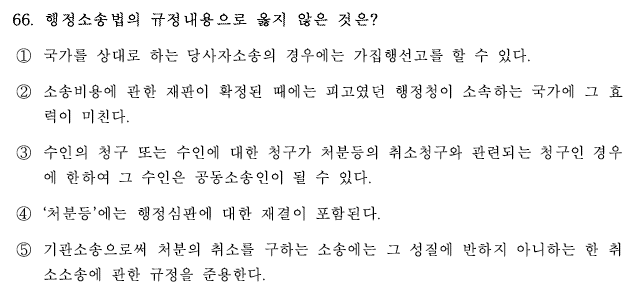 66. 행정소송법의 규정내용으로 옳지 않은 것은?
① 국가를 상대로 하는 당사자소송의 경우에는 가집행선고를 할 수 있다.
② 소송비용에 관한 재판이 확정된 때에는 피고였던 행정청이 소속하는 국가에 그 효
력이 미친다.
③ 수인의 청구 또는 수인에 대한 청구가 처분등의 취소청구와 관련되는 청구인 경우
에 한하여 그 수인은 공동소송인이 될 수 있다.
④ ‘처분등’에는 행정심판에 대한 재결이 포함된다.
⑤ 기관소송으로써 처분의 취소를 구하는 소송에는 그 성질에 반하지 아니하는 한 취
소소송에 관한 규정을 준용한다.